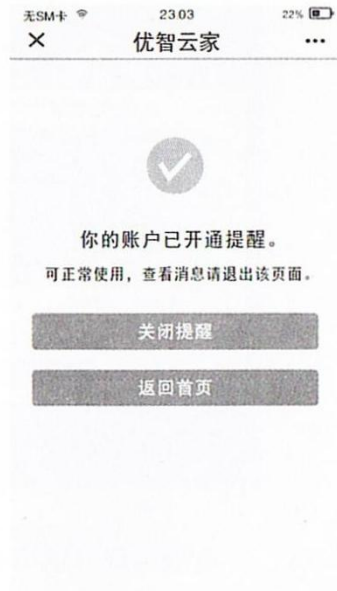 无SM卡 23:03 22%
优智云家
你的账户已开通提醒。
可正常使用，查看消息请退出该页面。
关闭提醒
返回首页